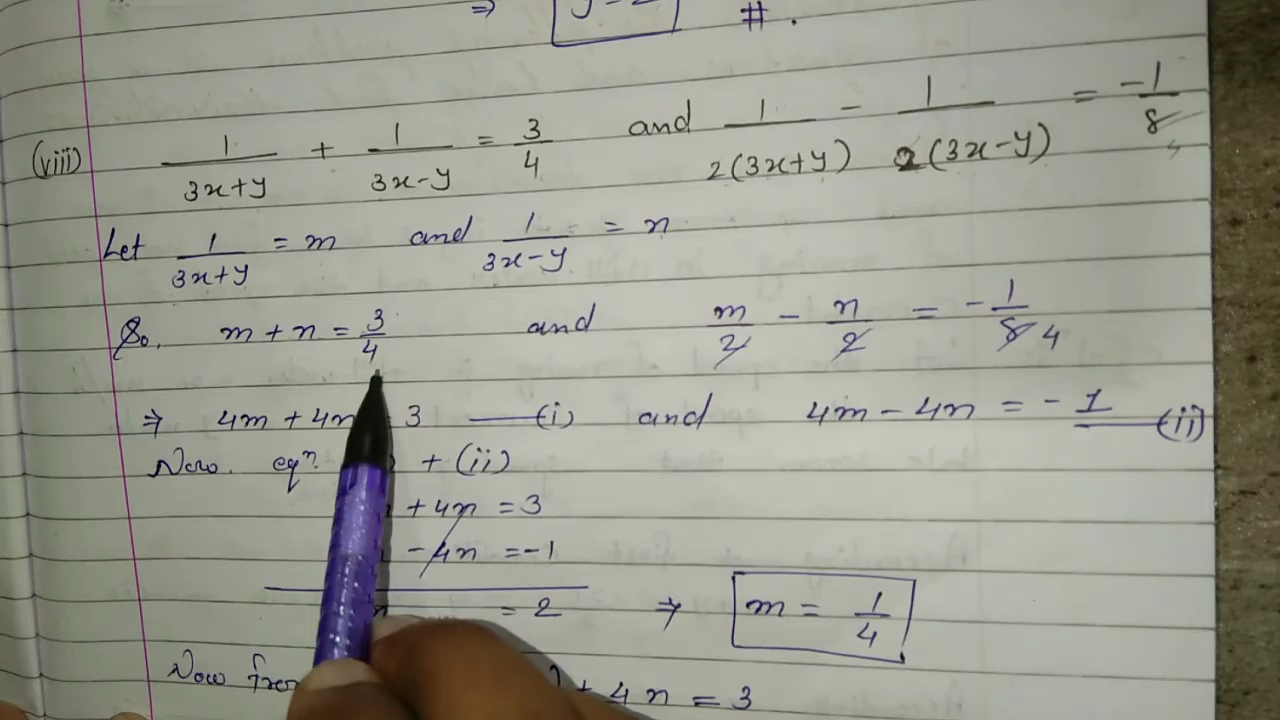 ⇒ #.
(viii) 1/(3x+y) + 1/(3x-y) = 3/4 and 1/2(3x+y) - 1/2(3x-y) = -1/8
Let 1/(3x+y) = m and 1/(3x-y) = n
So, m + n = 3/4 and m/2 - n/2 = -1/8 4
⇒ 4m + 4n = 3 —(i) and 4m - 4n = -1 —(ii)
Now. eqⁿ + (ii)
+ 4n = 3
- 4n = -1
= 2 ⇒ m = 1/4
Now + 4n = 3